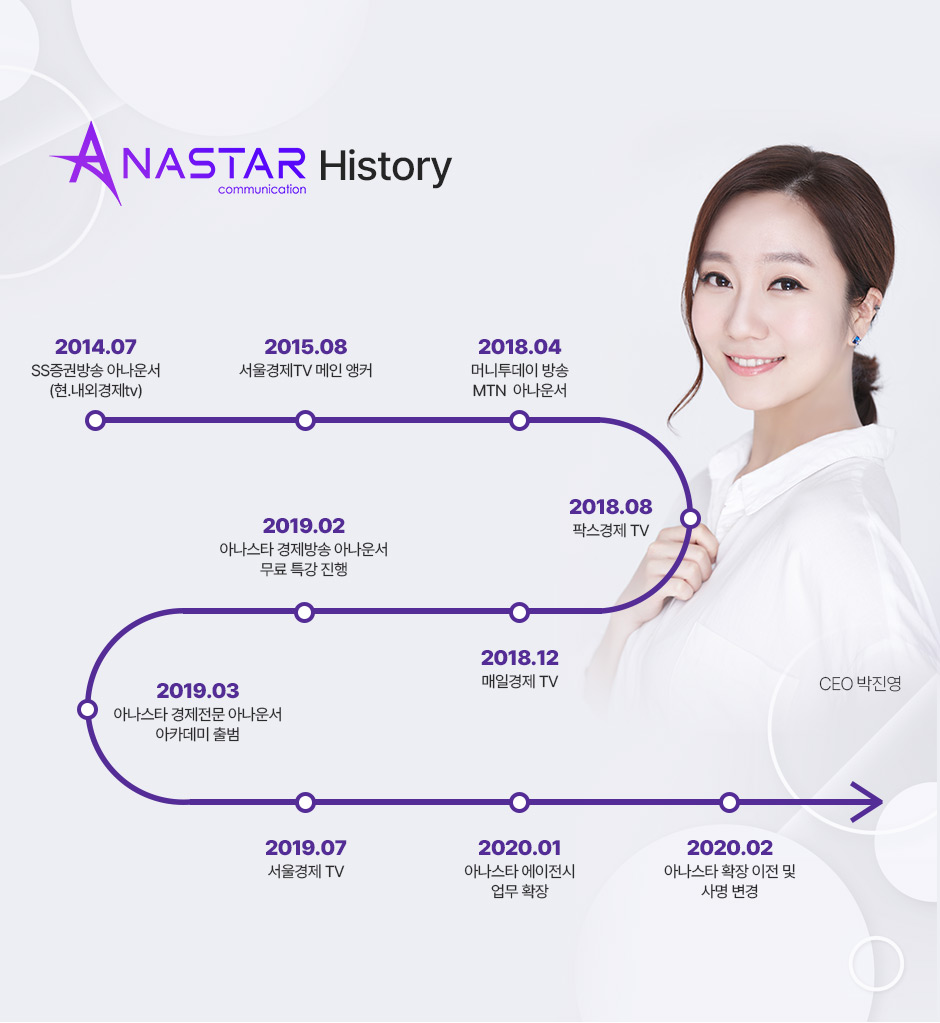 ANASTAR History
communication
2014.07
SS증권방송 아나운서
(현.내외경제tv)
2015.08
서울경제TV 메인 앵커
2018.04
머니투데이 방송
MTN 아나운서
2018.08
팍스경제 TV
2018.12
매일경제 TV
2019.02
아나스타 경제방송 아나운서
무료 특강 진행
2019.03
아나스타 경제전문 아나운서
아카데미 출범
2019.07
서울경제 TV
2020.01
아나스타 에이전시
업무 확장
2020.02
아나스타 확장 이전 및
사명 변경
CEO 박진영